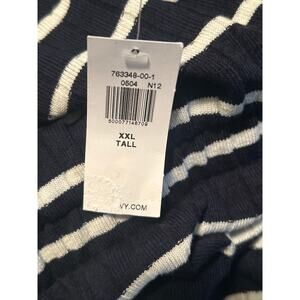 763348-00-1
0504 N12
500077148709
XXL
TALL
VY.COM